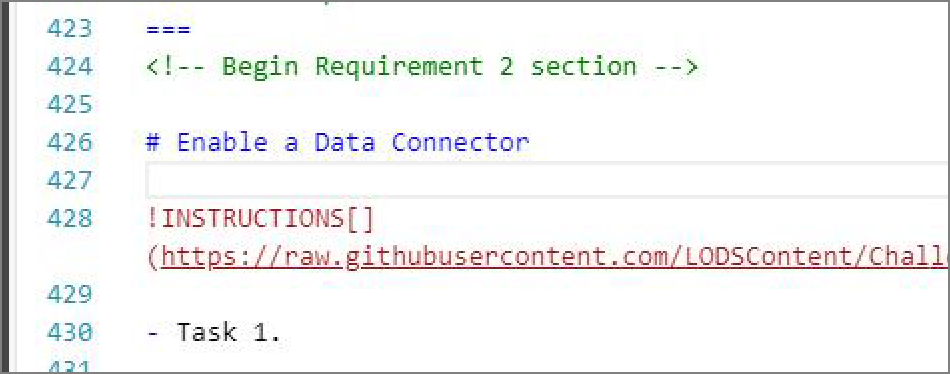 423 ===
424 <!-- Begin Requirement 2 section -->
425
426 # Enable a Data Connector
427
428 !INSTRUCTIONS[]
(https://raw.githubusercontent.com/LODSContent/Chall
429
430 - Task 1.
431